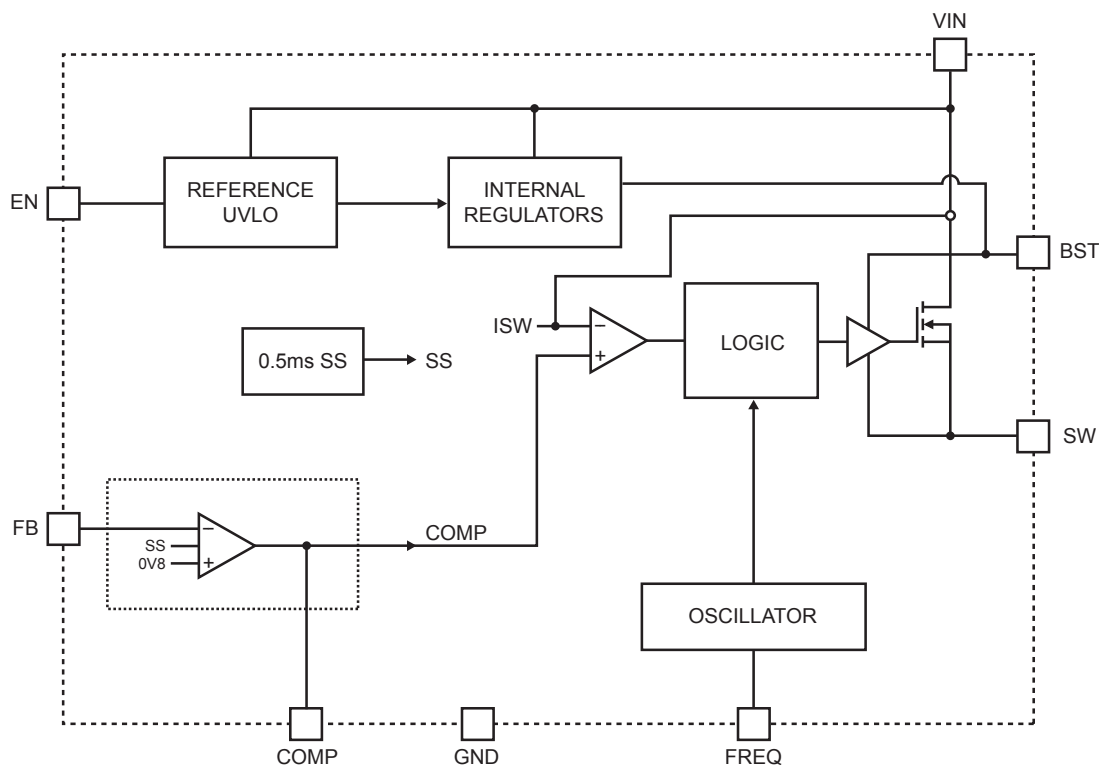 VIN
EN
REFERENCE
UVLO
INTERNAL
REGULATORS
BST
ISW
−
+
LOGIC
0.5ms SS
SS
SW
FB
−
SS
0V8
+
COMP
OSCILLATOR
COMP
GND
FREQ